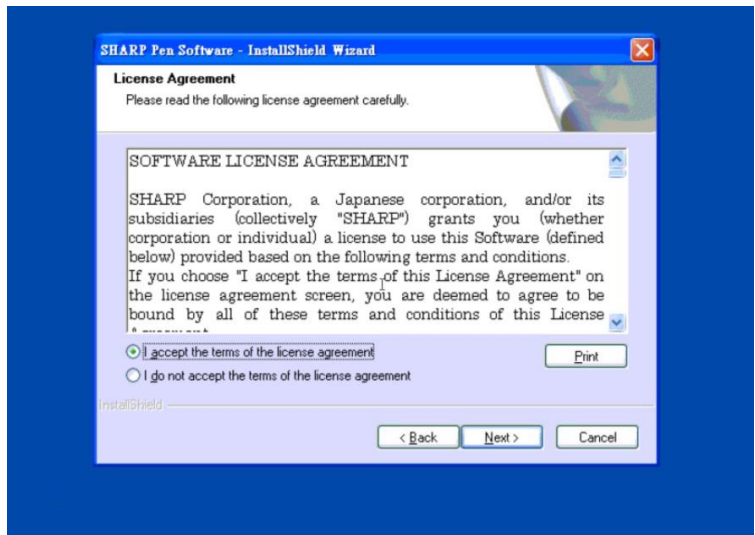 SHARP Pen Software - InstallShield Wizard
License Agreement
Please read the following license agreement carefully.
SOFTWARE LICENSE AGREEMENT
SHARP Corporation, a Japanese corporation, and/or its
subsidiaries (collectively "SHARP") grants you (whether
corporation or individual) a license to use this Software (defined
below) provided based on the following terms and conditions.
If you choose "I accept the terms of this License Agreement" on
the license agreement screen, you are deemed to agree to be
bound by all of these terms and conditions of this License
I accept the terms of the license agreement
Print
I do not accept the terms of the license agreement
InstallShield
< Back
Next >
Cancel